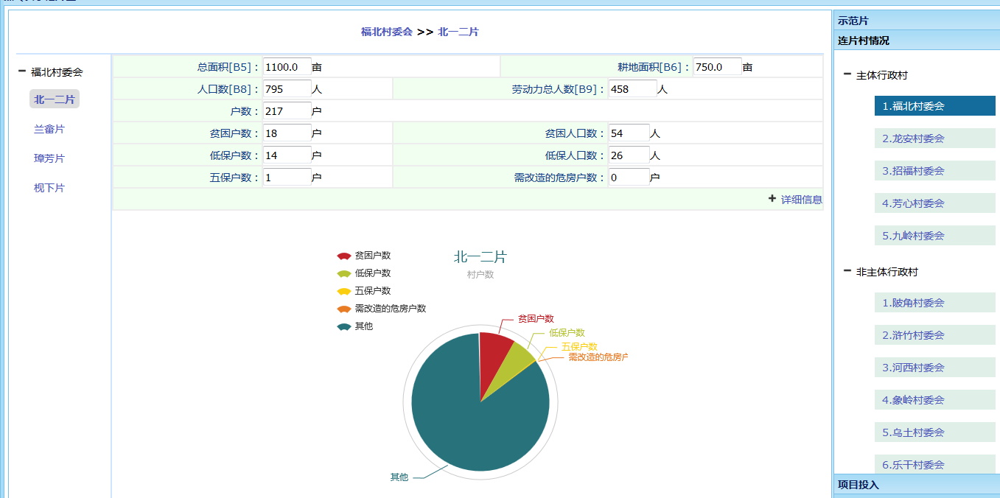 福北村委会 >> 北一二片
福北村委会
北一二片
兰畲片
璋芳片
枧下片
总面积[B5]： 1100.0 亩 耕地面积[B6]： 750.0 亩
人口数[B8]： 795 人 劳动力总人数[B9]： 458 人
户数： 217 户
贫困户数： 18 户 贫困人口数： 54 人
低保户数： 14 户 低保人口数： 26 人
五保户数： 1 户 需改造的危房户数： 0 户
+ 详细信息
贫困户数
低保户数
五保户数
需改造的危房户数
其他
北一二片
村户数
贫困户数
低保户数
五保户数
需改造的危房户
其他
示范片
连片村情况
主体行政村
1.福北村委会
2.龙安村委会
3.招福村委会
4.芳心村委会
5.九岭村委会
非主体行政村
1.陂角村委会
2.浒竹村委会
3.河西村委会
4.象岭村委会
5.乌土村委会
6.乐干村委会
项目投入